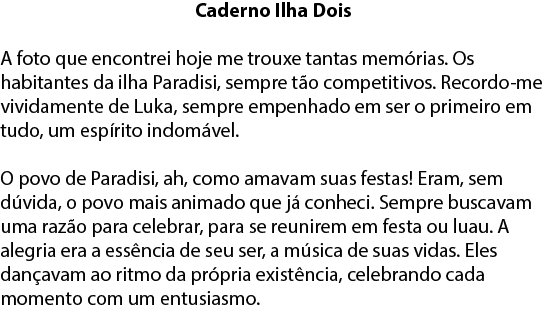 Caderno Ilha Dois
A foto que encontrei hoje me trouxe tantas memórias. Os
habitantes da ilha Paradisi, sempre tão competitivos. Recordo-me
vividamente de Luka, sempre empenhado em ser o primeiro em
tudo, um espírito indomável.
O povo de Paradisi, ah, como amavam suas festas! Eram, sem
dúvida, o povo mais animado que já conheci. Sempre buscavam
uma razão para celebrar, para se reunirem em festa ou luau. A
alegria era a essência de seu ser, a música de suas vidas. Eles
dançavam ao ritmo da própria existência, celebrando cada
momento com um entusiasmo.